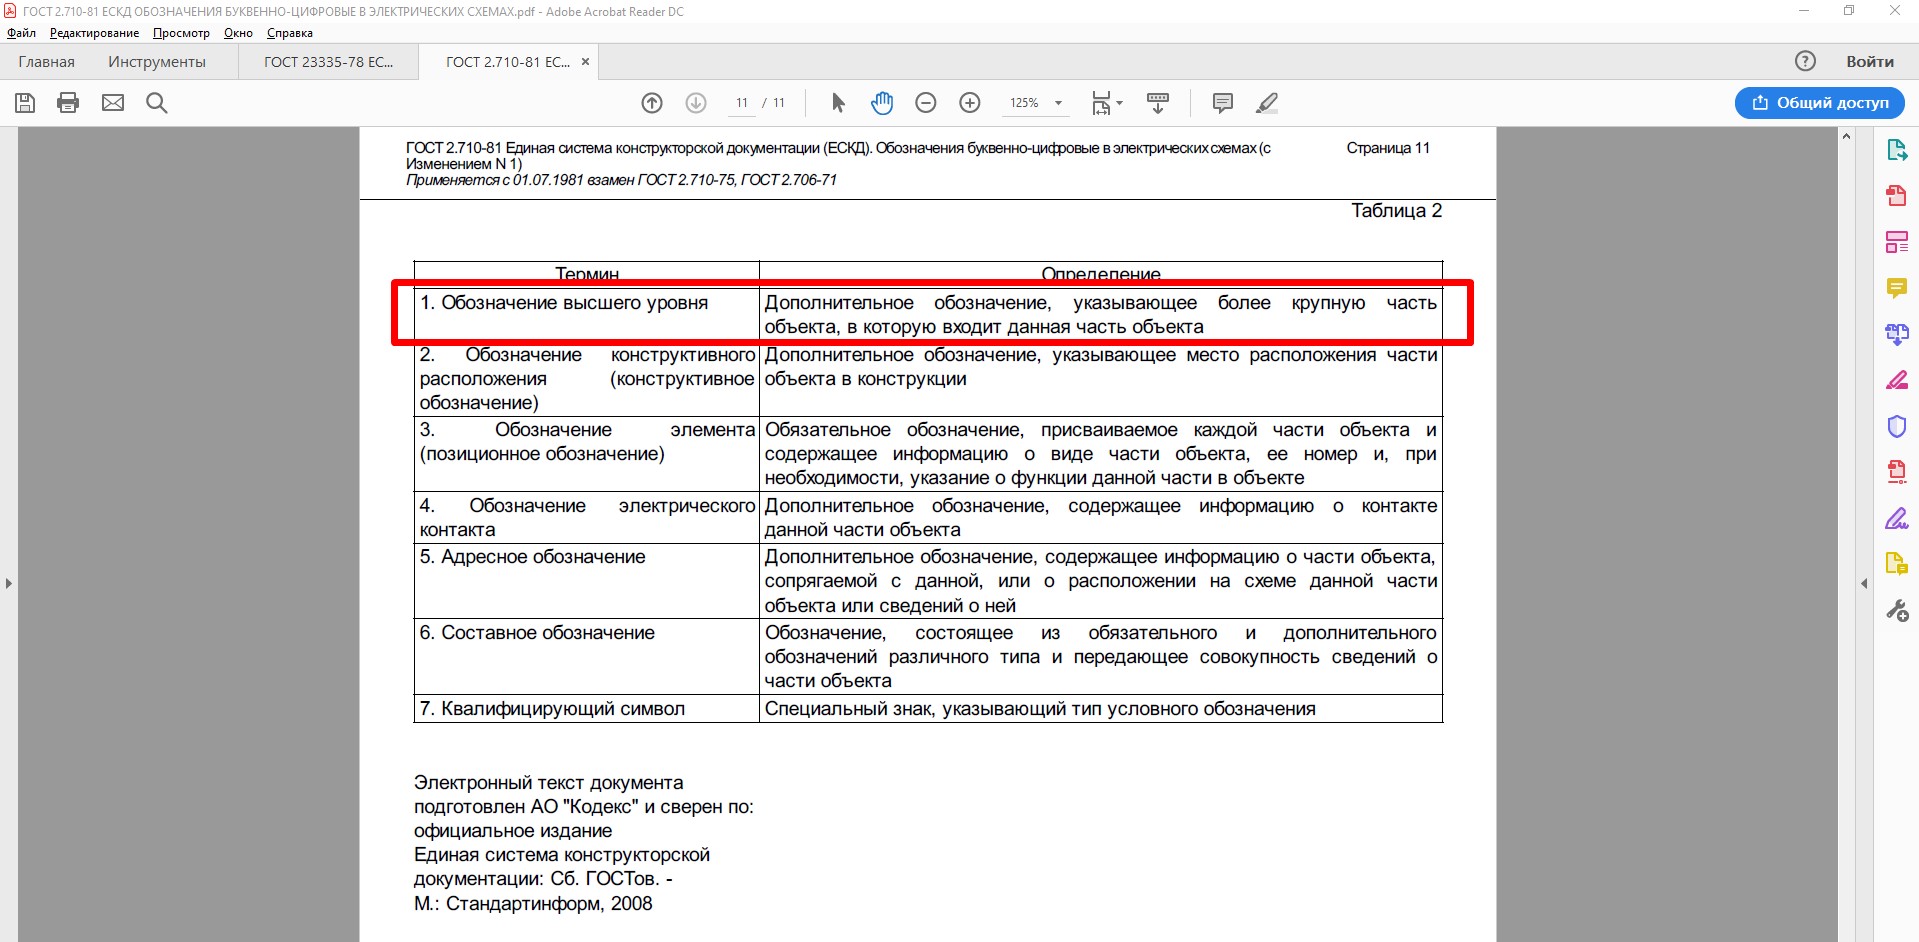 ГОСТ 2.710-81 ЕСКД ОБОЗНАЧЕНИЯ БУКВЕННО-ЦИФРОВЫЕ В ЭЛЕКТРИЧЕСКИХ СХЕМАХ.pdf - Adobe Acrobat Reader DC
Файл Редактирование Просмотр Окно Справка
Главная Инструменты ГОСТ 23335-78 ЕС... ГОСТ 2.710-81 ЕС... × ? Войти
11 / 11 125% Общий доступ
ГОСТ 2.710-81 Единая система конструкторской документации (ЕСКД). Обозначения буквенно-цифровые в электрических схемах (с Страница 11
Изменением N 1)
Применяется с 01.07.1981 взамен ГОСТ 2.710-75, ГОСТ 2.706-71
Таблица 2
Термин Определение
1. Обозначение высшего уровня Дополнительное обозначение, указывающее более крупную часть
объекта, в которую входит данная часть объекта
2. Обозначение конструктивного Дополнительное обозначение, указывающее место расположения части
расположения (конструктивное объекта в конструкции
обозначение)
3. Обозначение элемента Обязательное обозначение, присваиваемое каждой части объекта и
(позиционное обозначение) содержащее информацию о виде части объекта, ее номер и, при
необходимости, указание о функции данной части в объекте
4. Обозначение электрического Дополнительное обозначение, содержащее информацию о контакте
контакта данной части объекта
5. Адресное обозначение Дополнительное обозначение, содержащее информацию о части объекта,
сопрягаемой с данной, или о расположении на схеме данной части
объекта или сведений о ней
6. Составное обозначение Обозначение, состоящее из обязательного и дополнительного
обозначений различного типа и передающее совокупность сведений о
части объекта
7. Квалифицирующий символ Специальный знак, указывающий тип условного обозначения
Электронный текст документа
подготовлен АО "Кодекс" и сверен по:
официальное издание
Единая система конструкторской
документации: Сб. ГОСТов. -
М.: Стандартинформ, 2008